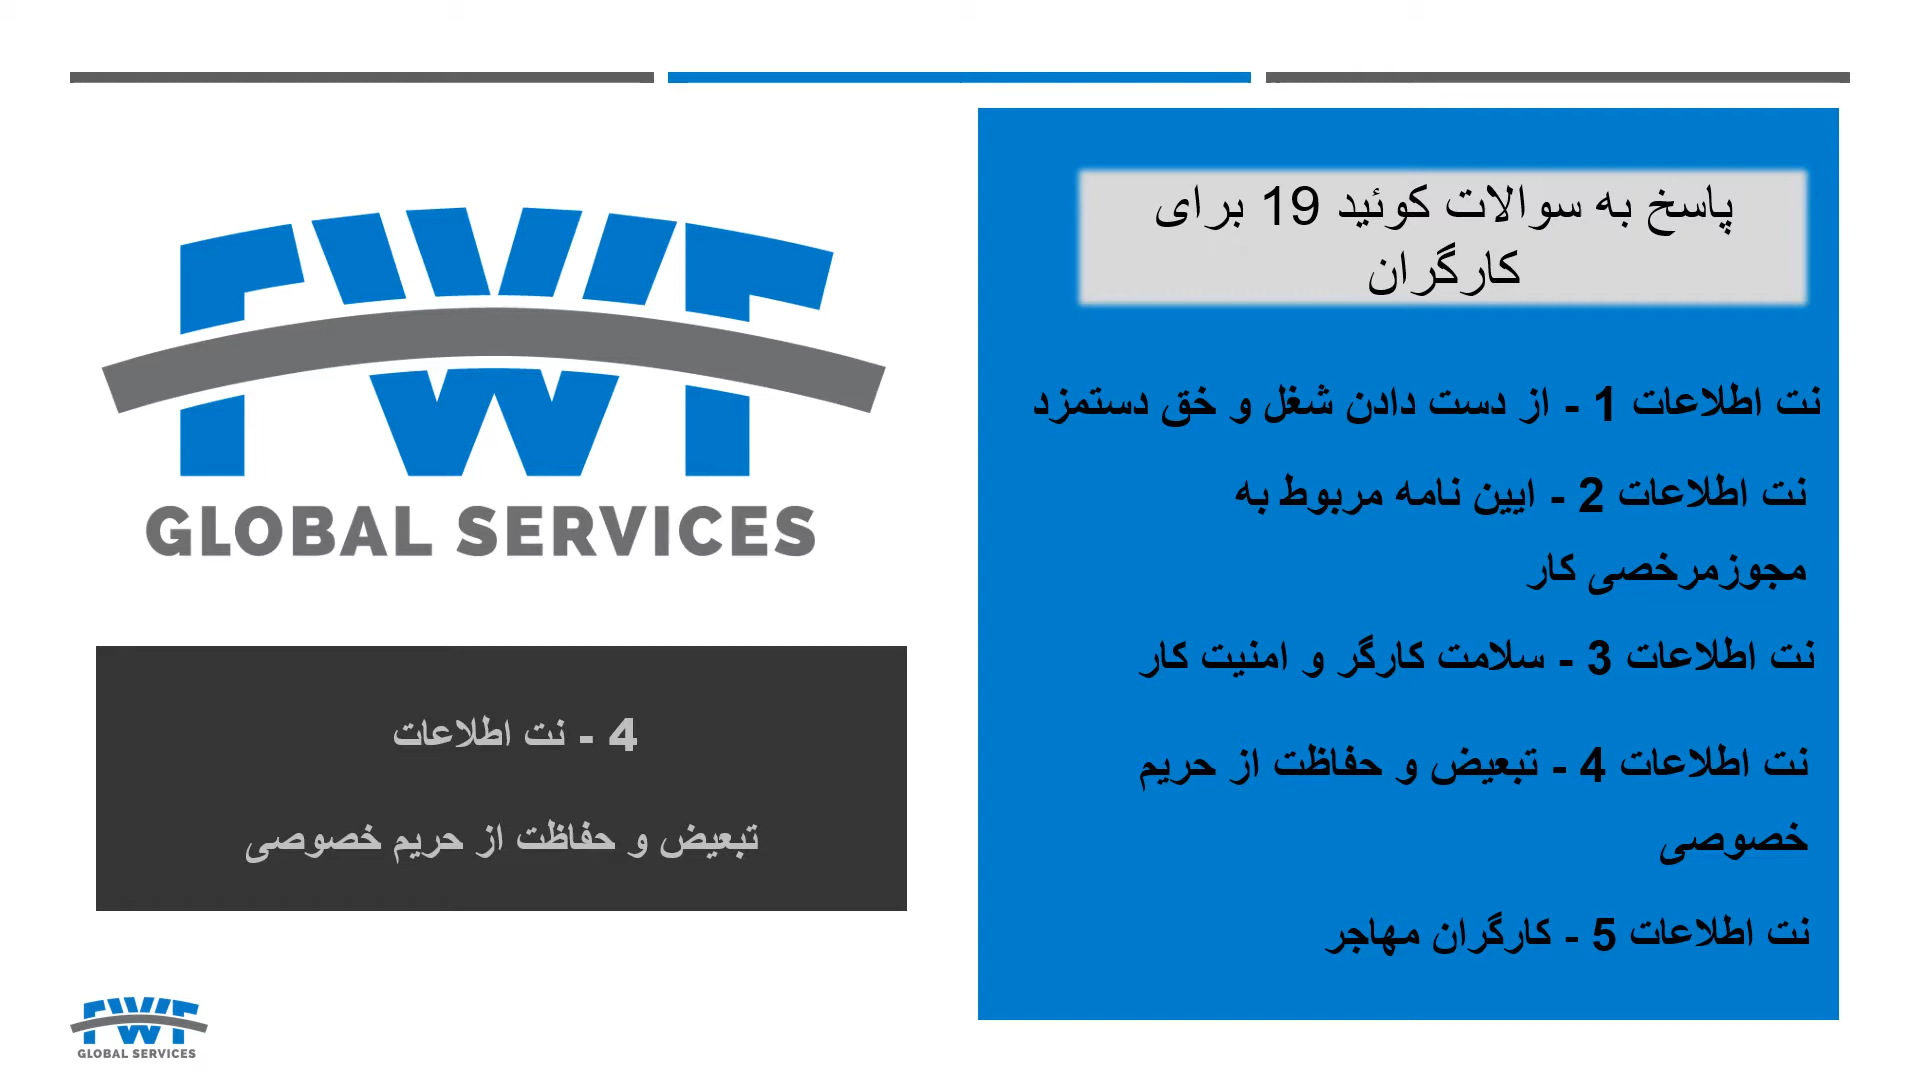 FWF
GLOBAL SERVICES
پاسخ به سوالات کوئید 19 برای
کارگران
نت اطلاعات 1 - از دست دادن شغل و خق دستمزد
نت اطلاعات 2 - ایین نامه مربوط به
مجوزمرخصی کار
نت اطلاعات 3 - سلامت کارگر و امنیت کار
نت اطلاعات 4 - تبعیض و حفاظت از حریم
خصوصی
نت اطلاعات 5 - کارگران مهاجر
4 - نت اطلاعات
تبعیض و حفاظت از حریم خصوصی
FWF
GLOBAL SERVICES